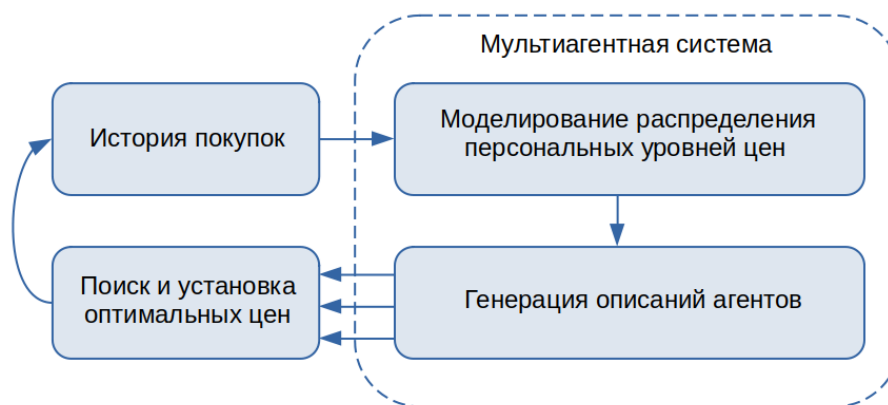 Мультиагентная система
История покупок
Моделирование распределения
персональных уровней цен
Поиск и установка
оптимальных цен
Генерация описаний агентов